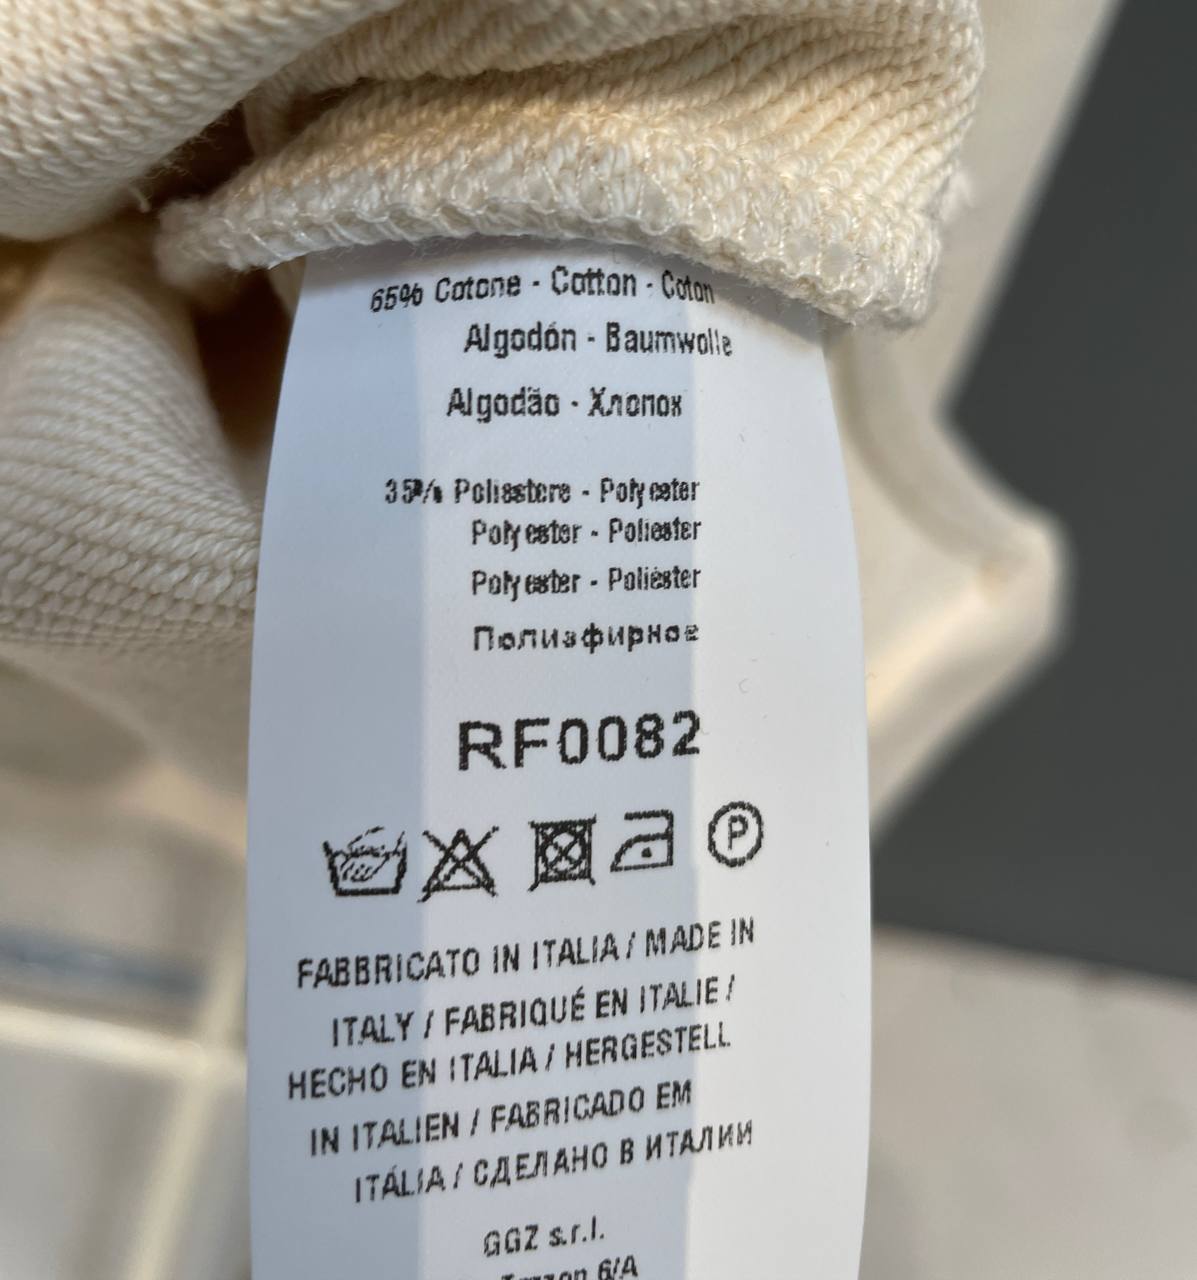 65% Cotone - Cotton - Coton
Algodón - Baumwolle
Algodão - Хлопок
35% Poliestere - Polyester
Polyester - Poliester
Polyester - Poliéster
Полиэфирное
RF0082
P
FABBRICATO IN ITALIA / MADE IN
ITALY / FABRIQUÉ EN ITALIE /
HECHO EN ITALIA / HERGESTELL
IN ITALIEN / FABRICADO EM
ITÁLIA / СДЕЛАНО В ИТАЛИИ
GGZ s.r.l.
6/A